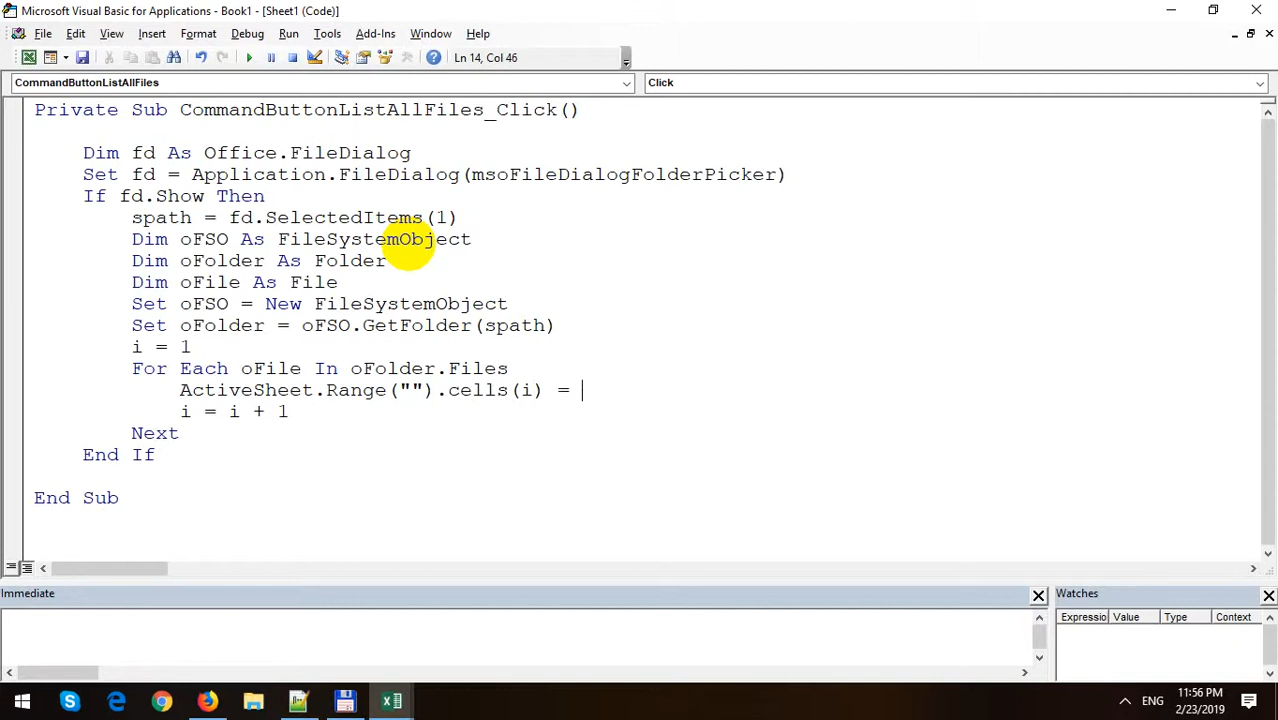 Microsoft Visual Basic for Applications - Book1 - [Sheet1 (Code)]
File Edit View Insert Format Debug Run Tools Add-Ins Window Help
Ln 14, Col 46
CommandButtonListAllFiles Click
Private Sub CommandButtonListAllFiles_Click()
Dim fd As Office.FileDialog
Set fd = Application.FileDialog(msoFileDialogFolderPicker)
If fd.Show Then
spath = fd.SelectedItems(1)
Dim oFSO As FileSystemObject
Dim oFolder As Folder
Dim oFile As File
Set oFSO = New FileSystemObject
Set oFolder = oFSO.GetFolder(spath)
i = 1
For Each oFile In oFolder.Files
ActiveSheet.Range("").cells(i) =
i = i + 1
Next
End If
End Sub
Immediate Watches
Expressio Value Type Context
ENG 11:56 PM
2/23/2019